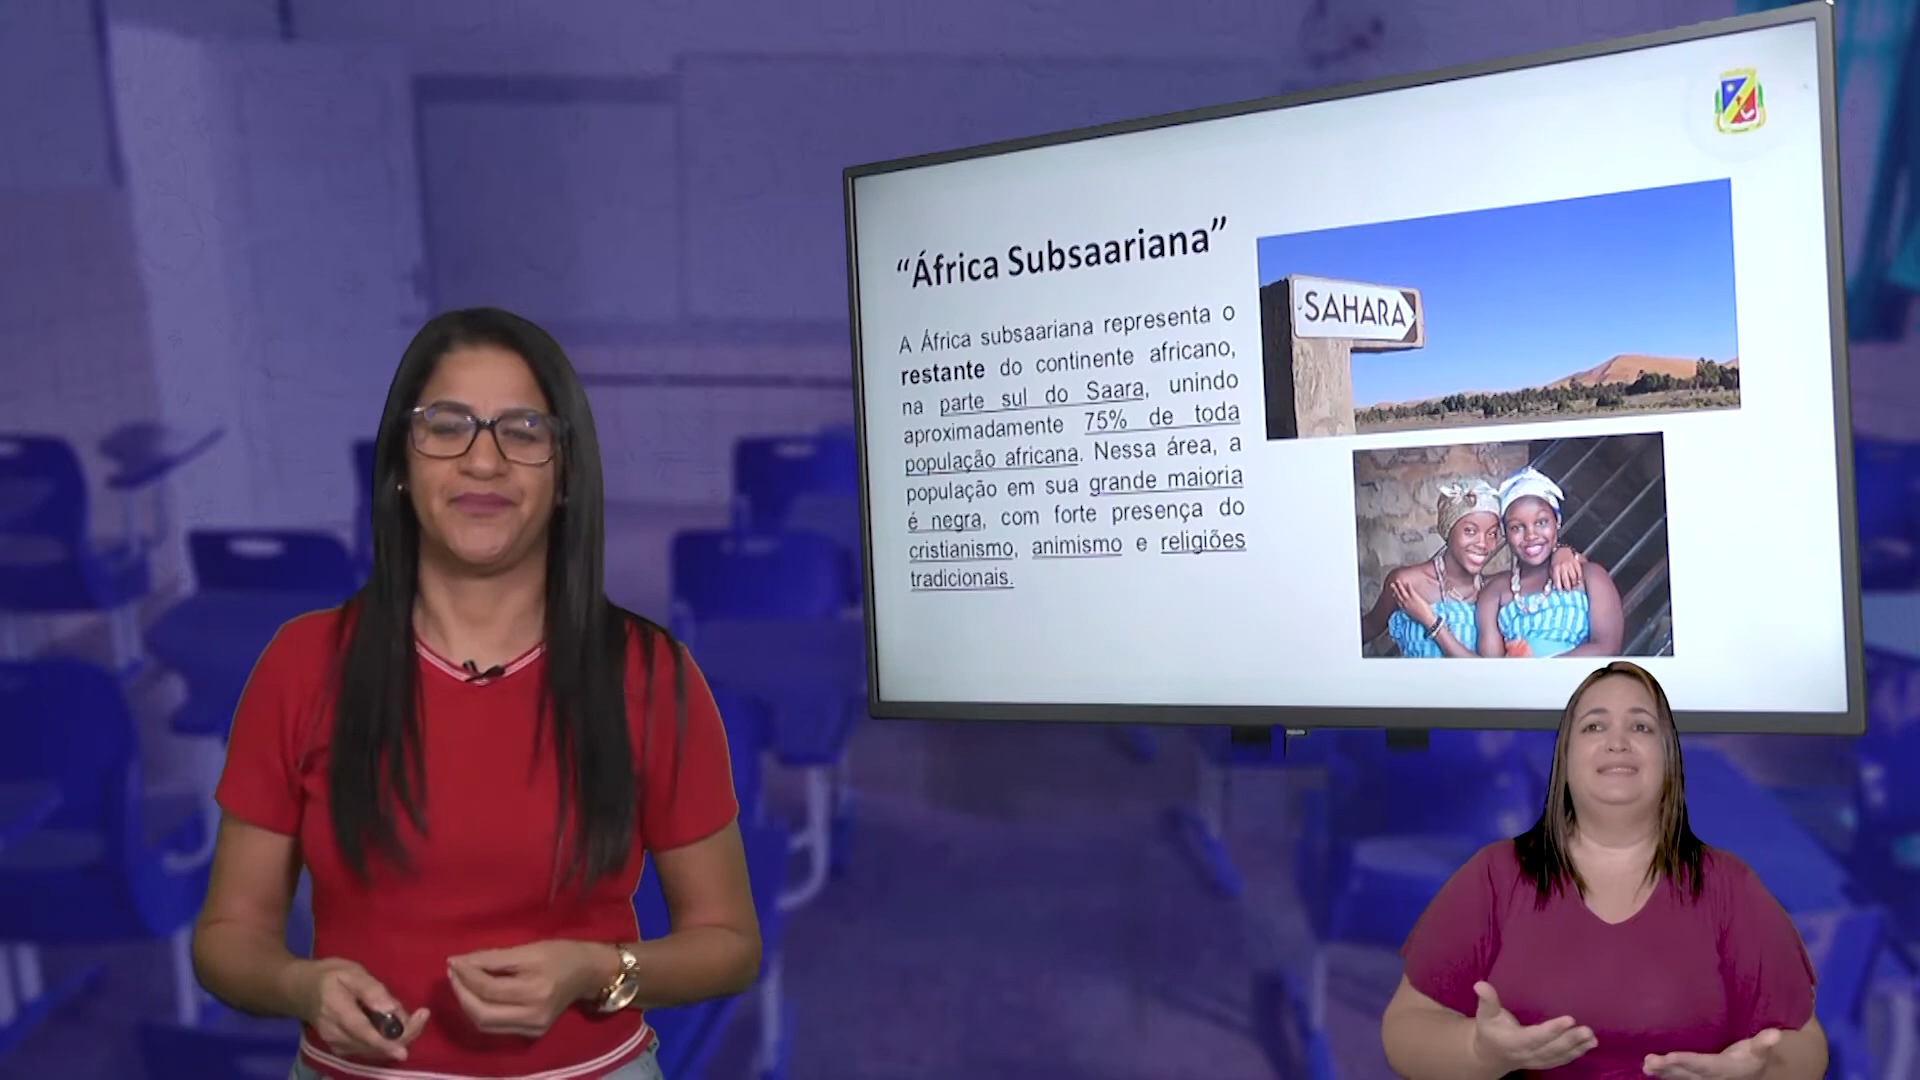 “África Subsaariana”
A África subsaariana representa o
restante do continente africano,
na parte sul do Saara, unindo
aproximadamente 75% de toda
população africana. Nessa área, a
população em sua grande maioria
é negra, com forte presença do
cristianismo, animismo e religiões
tradicionais.
SAHARA